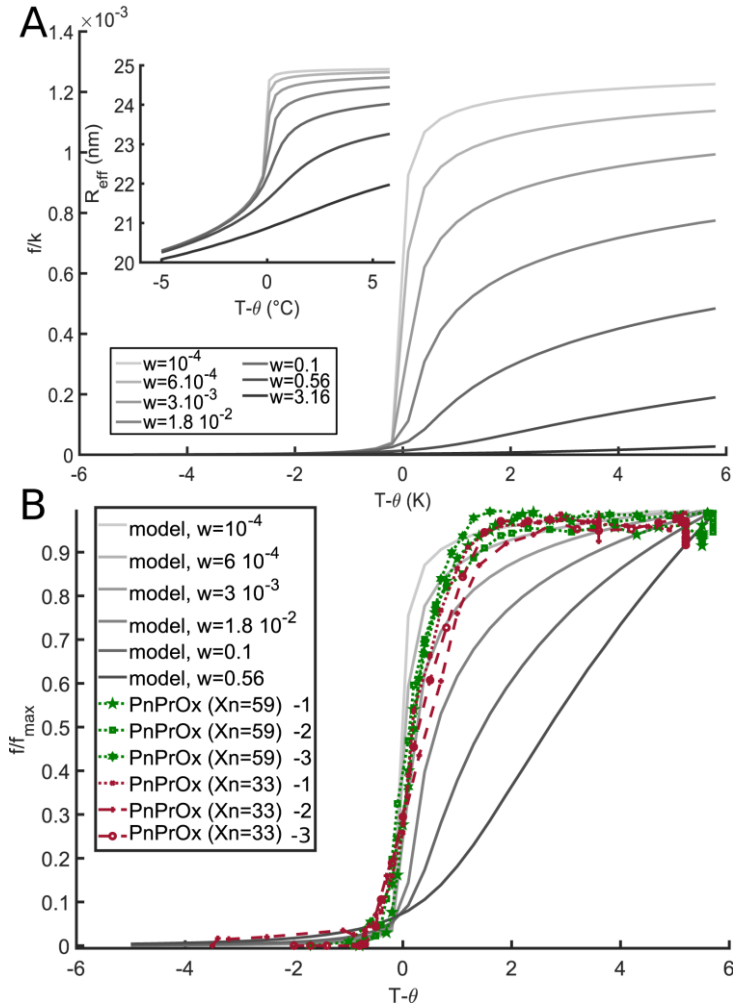 A
×10⁻³
1.4
1.2
1
0.8
0.6
0.4
0.2
0
f/k
-6
-4
-2
0
2
4
6
T-θ (K)
25
24
23
22
21
20
R_eff (nm)
-5
0
5
T-θ (°C)
w=10⁻⁴
w=6.10⁻⁴
w=3.10⁻³
w=1.8 10⁻²
w=0.1
w=0.56
w=3.16
B
0.9
0.8
0.7
0.6
0.5
0.4
0.3
0.2
0.1
0
f/f_max
model, w=10⁻⁴
model, w=6 10⁻⁴
model, w=3 10⁻³
model, w=1.8 10⁻²
model, w=0.1
model, w=0.56
PnPrOx (Xn=59) -1
PnPrOx (Xn=59) -2
PnPrOx (Xn=59) -3
PnPrOx (Xn=33) -1
PnPrOx (Xn=33) -2
PnPrOx (Xn=33) -3
-6
-4
-2
0
2
4
6
T-θ